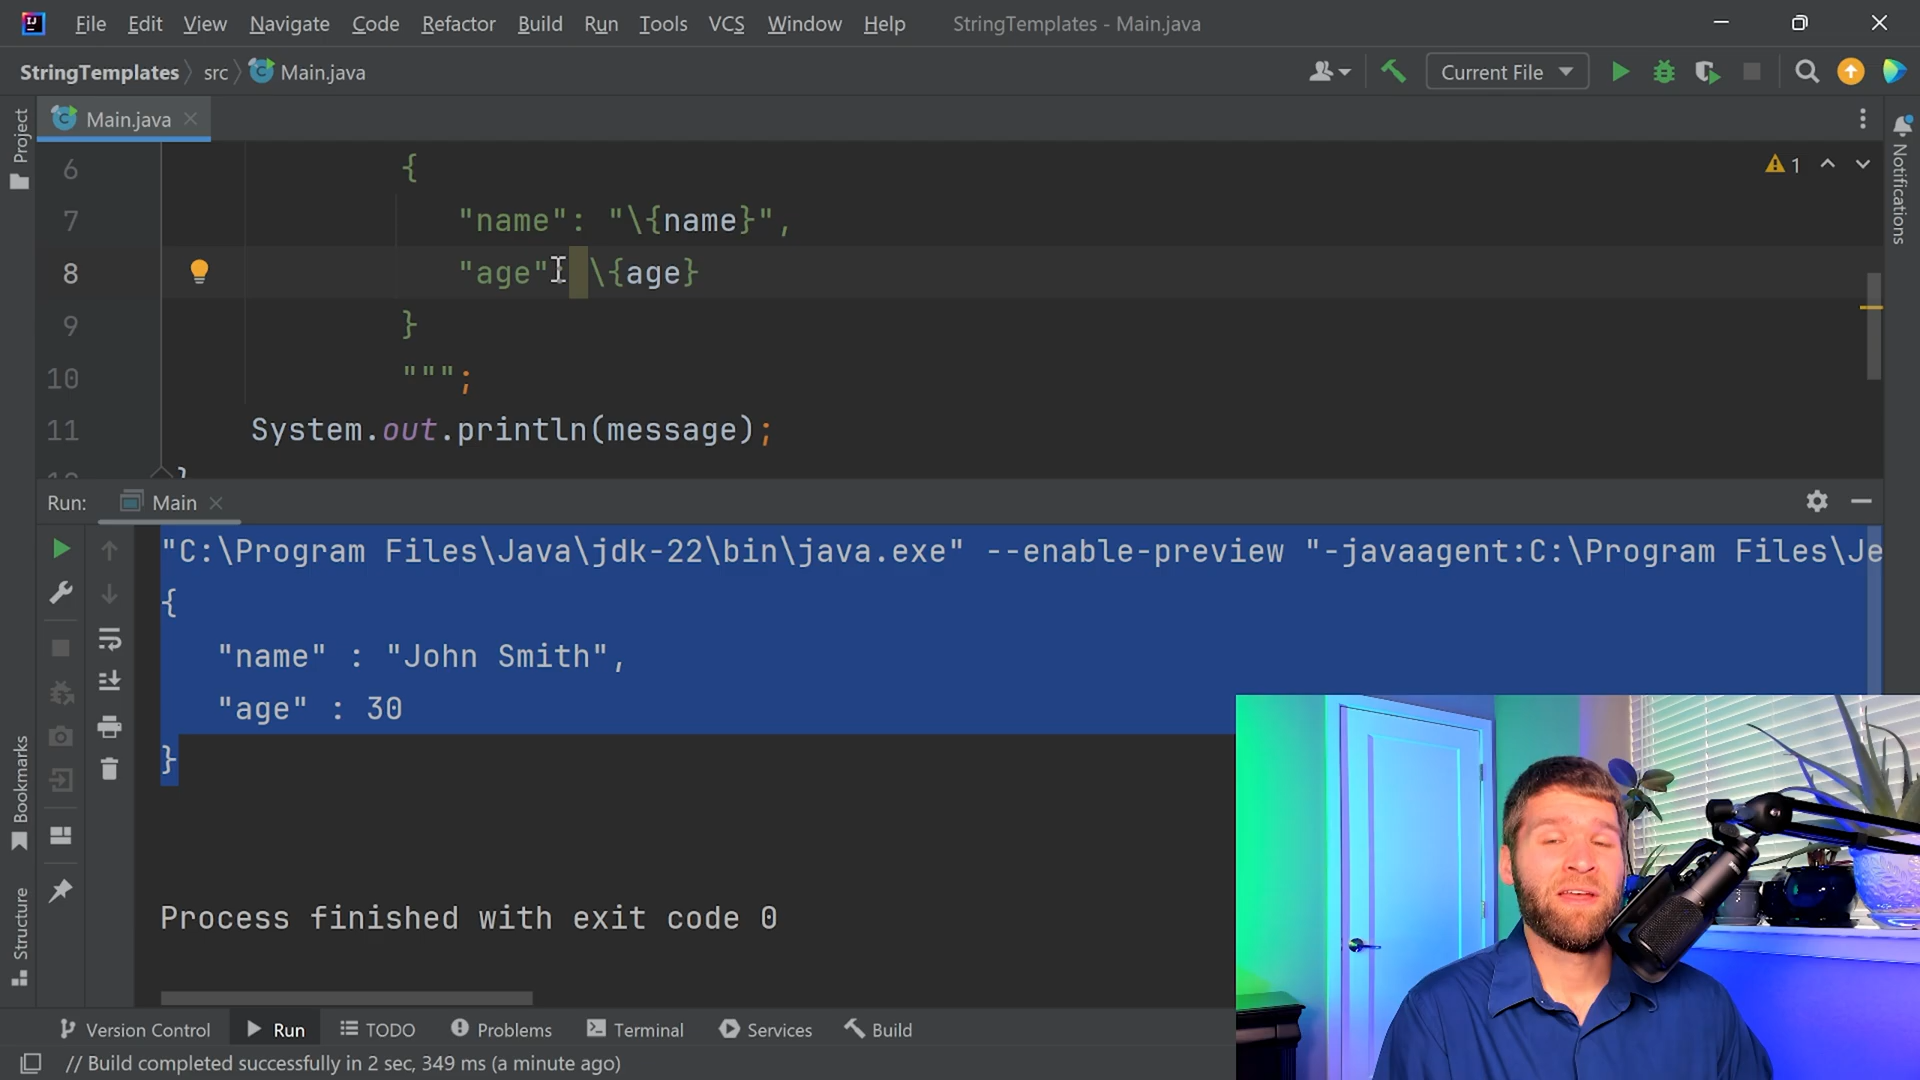 File Edit View Navigate Code Refactor Build Run Tools VCS Window Help StringTemplates - Main.java
StringTemplates src Main.java Current File
Project
Main.java
Notifications
1
6 {
7 "name": "\{name}",
8 "age": \{age}
9 }
10 """;
11 System.out.println(message);
}
Run: Main
"C:\Program Files\Java\jdk-22\bin\java.exe" --enable-preview "-javaagent:C:\Program Files\Je
{
"name" : "John Smith",
"age" : 30
}
Process finished with exit code 0
Bookmarks
Structure
Version Control Run TODO Problems Terminal Services Build
// Build completed successfully in 2 sec, 349 ms (a minute ago)